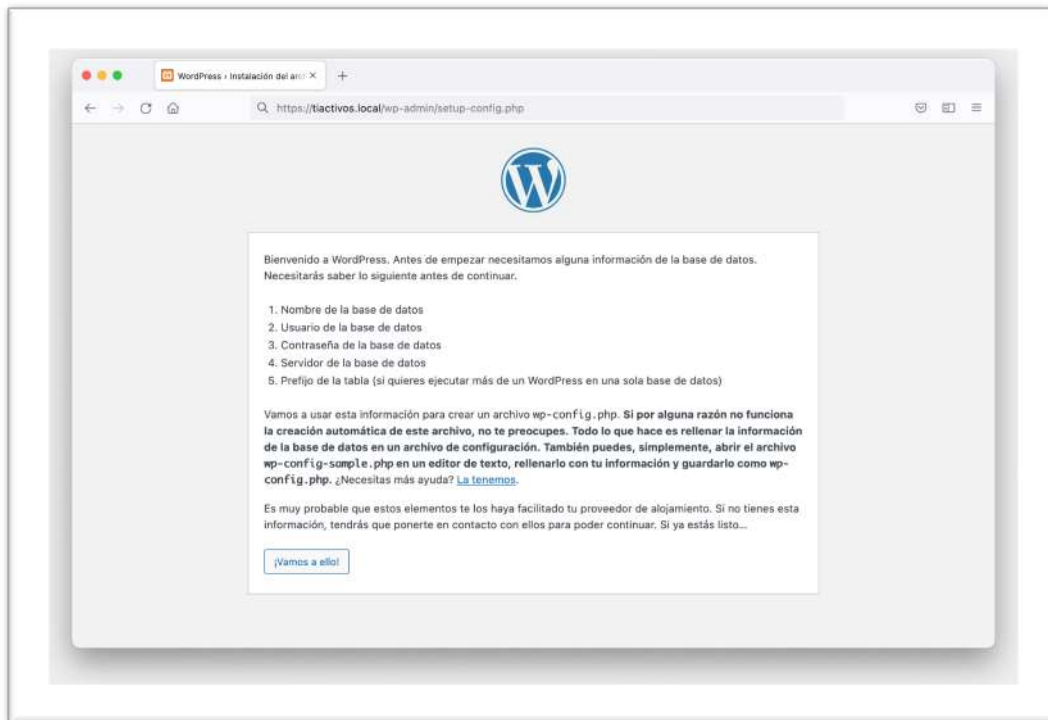 WordPress › Instalación del arc
https://tiactivos.local/wp-admin/setup-config.php
Bienvenido a WordPress. Antes de empezar necesitamos alguna información de la base de datos.
Necesitarás saber lo siguiente antes de continuar.
1. Nombre de la base de datos
2. Usuario de la base de datos
3. Contraseña de la base de datos
4. Servidor de la base de datos
5. Prefijo de la tabla (si quieres ejecutar más de un WordPress en una sola base de datos)
Vamos a usar esta información para crear un archivo wp-config.php. Si por alguna razón no funciona
la creación automática de este archivo, no te preocupes. Todo lo que hace es rellenar la información
de la base de datos en un archivo de configuración. También puedes, simplemente, abrir el archivo
wp-config-sample.php en un editor de texto, rellenarlo con tu información y guardarlo como wp-
config.php. ¿Necesitas más ayuda? La tenemos.
Es muy probable que estos elementos te los haya facilitado tu proveedor de alojamiento. Si no tienes esta
información, tendrás que ponerte en contacto con ellos para poder continuar. Si ya estás listo...
¡Vamos a ello!